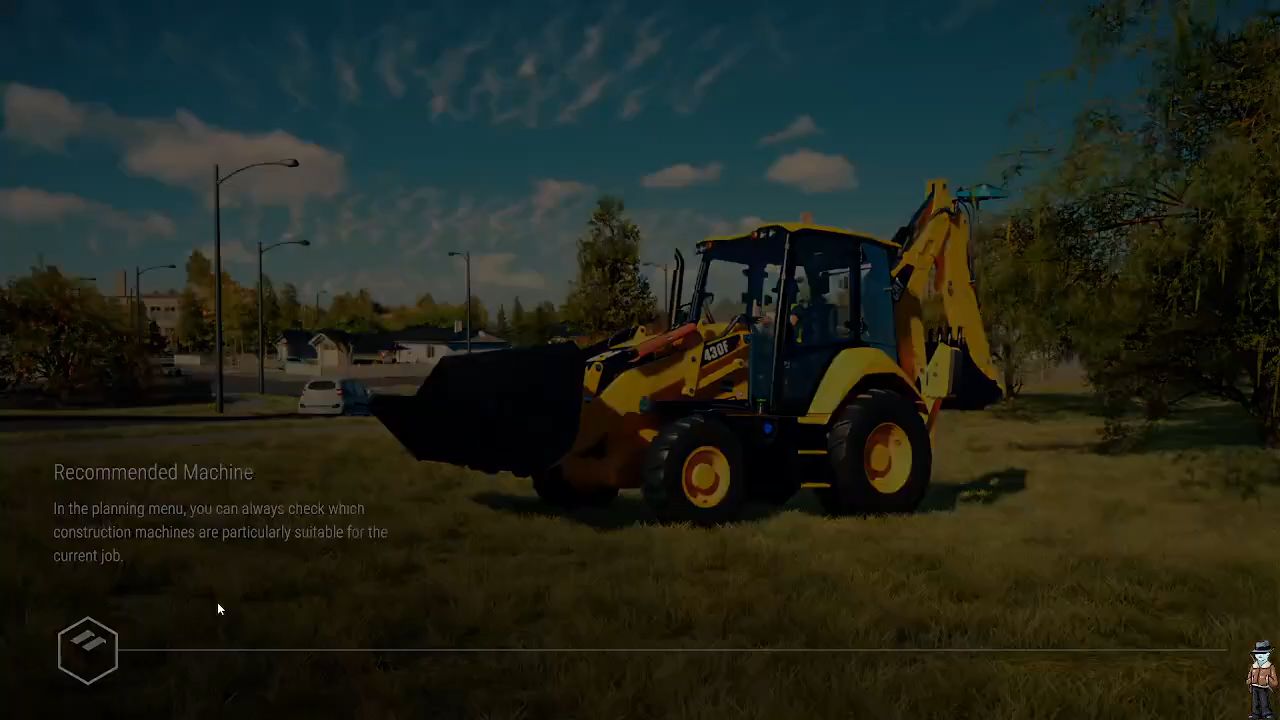 430F
Recommended Machine
In the planning menu, you can always check which
construction machines are particularly suitable for the
current job.